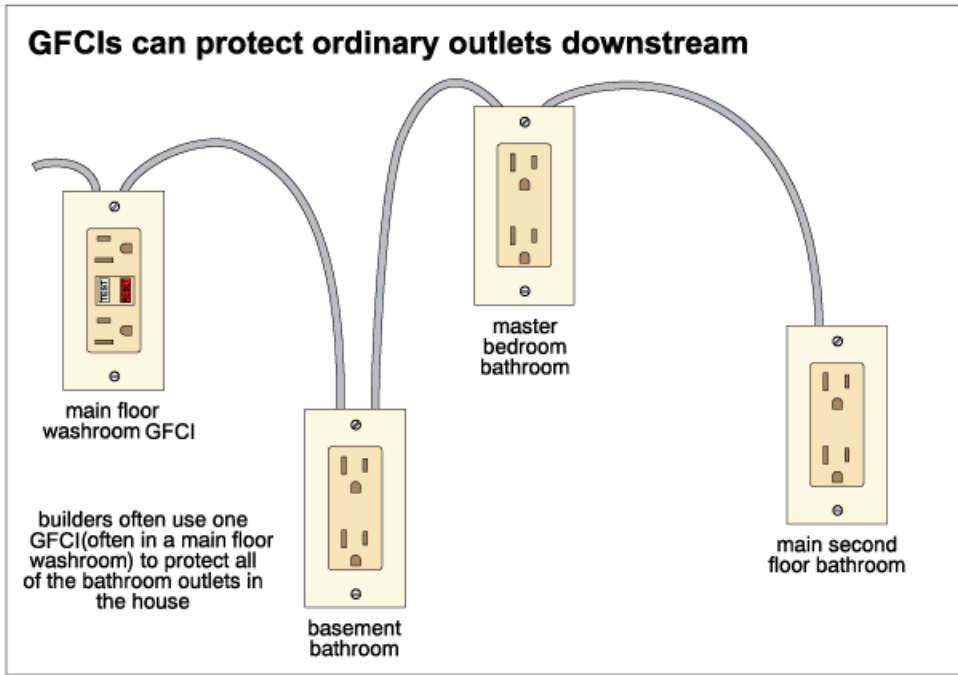 GFCIs can protect ordinary outlets downstream
TEST
master
bedroom
bathroom
main floor
washroom GFCI
builders often use one
GFCI(often in a main floor
washroom) to protect all
of the bathroom outlets in
the house
main second
floor bathroom
basement
bathroom